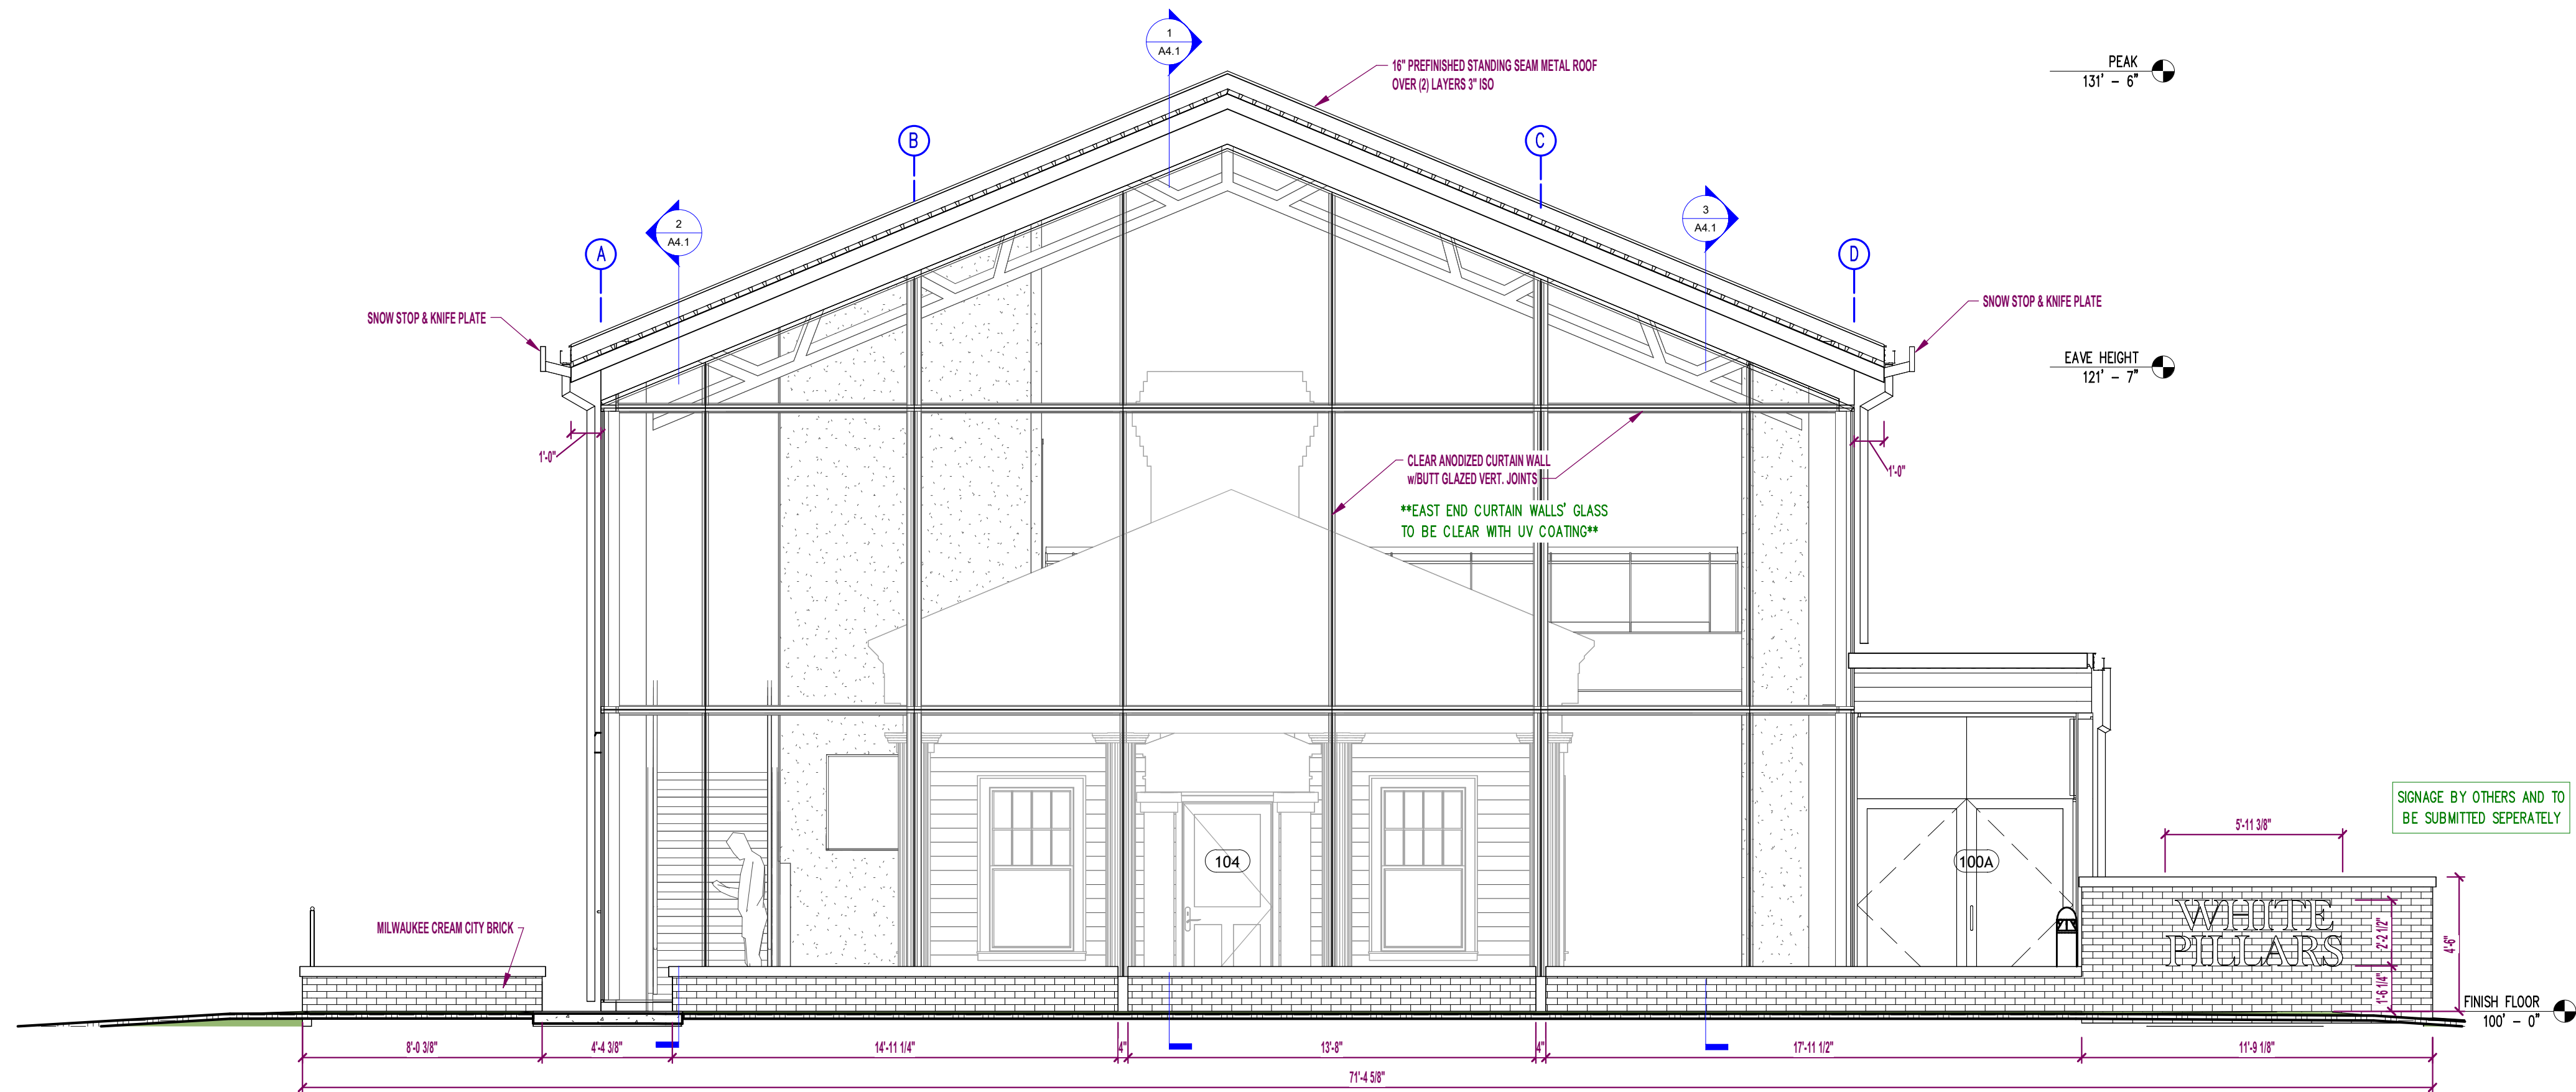 1
A4.1
16" PREFINISHED STANDING SEAM METAL ROOF
OVER (2) LAYERS 3" ISO
PEAK
131' - 6"
B
C
2
A4.1
3
A4.1
A
D
SNOW STOP & KNIFE PLATE
SNOW STOP & KNIFE PLATE
EAVE HEIGHT
121' - 7"
1'-0"
1'-0"
CLEAR ANODIZED CURTAIN WALL
w/BUTT GLAZED VERT. JOINTS
**EAST END CURTAIN WALLS' GLASS
TO BE CLEAR WITH UV COATING**
SIGNAGE BY OTHERS AND TO
BE SUBMITTED SEPERATELY
5'-11 3/8"
104
100A
MILWAUKEE CREAM CITY BRICK
WHITE
PILLARS
2'-2 1/2"
4'-6"
1'-6 1/4"
FINISH FLOOR
100' - 0"
8'-0 3/8"
4'-4 3/8"
14'-11 1/4"
4"
13'-8"
4"
17'-11 1/2"
11'-9 1/8"
71'-4 5/8"